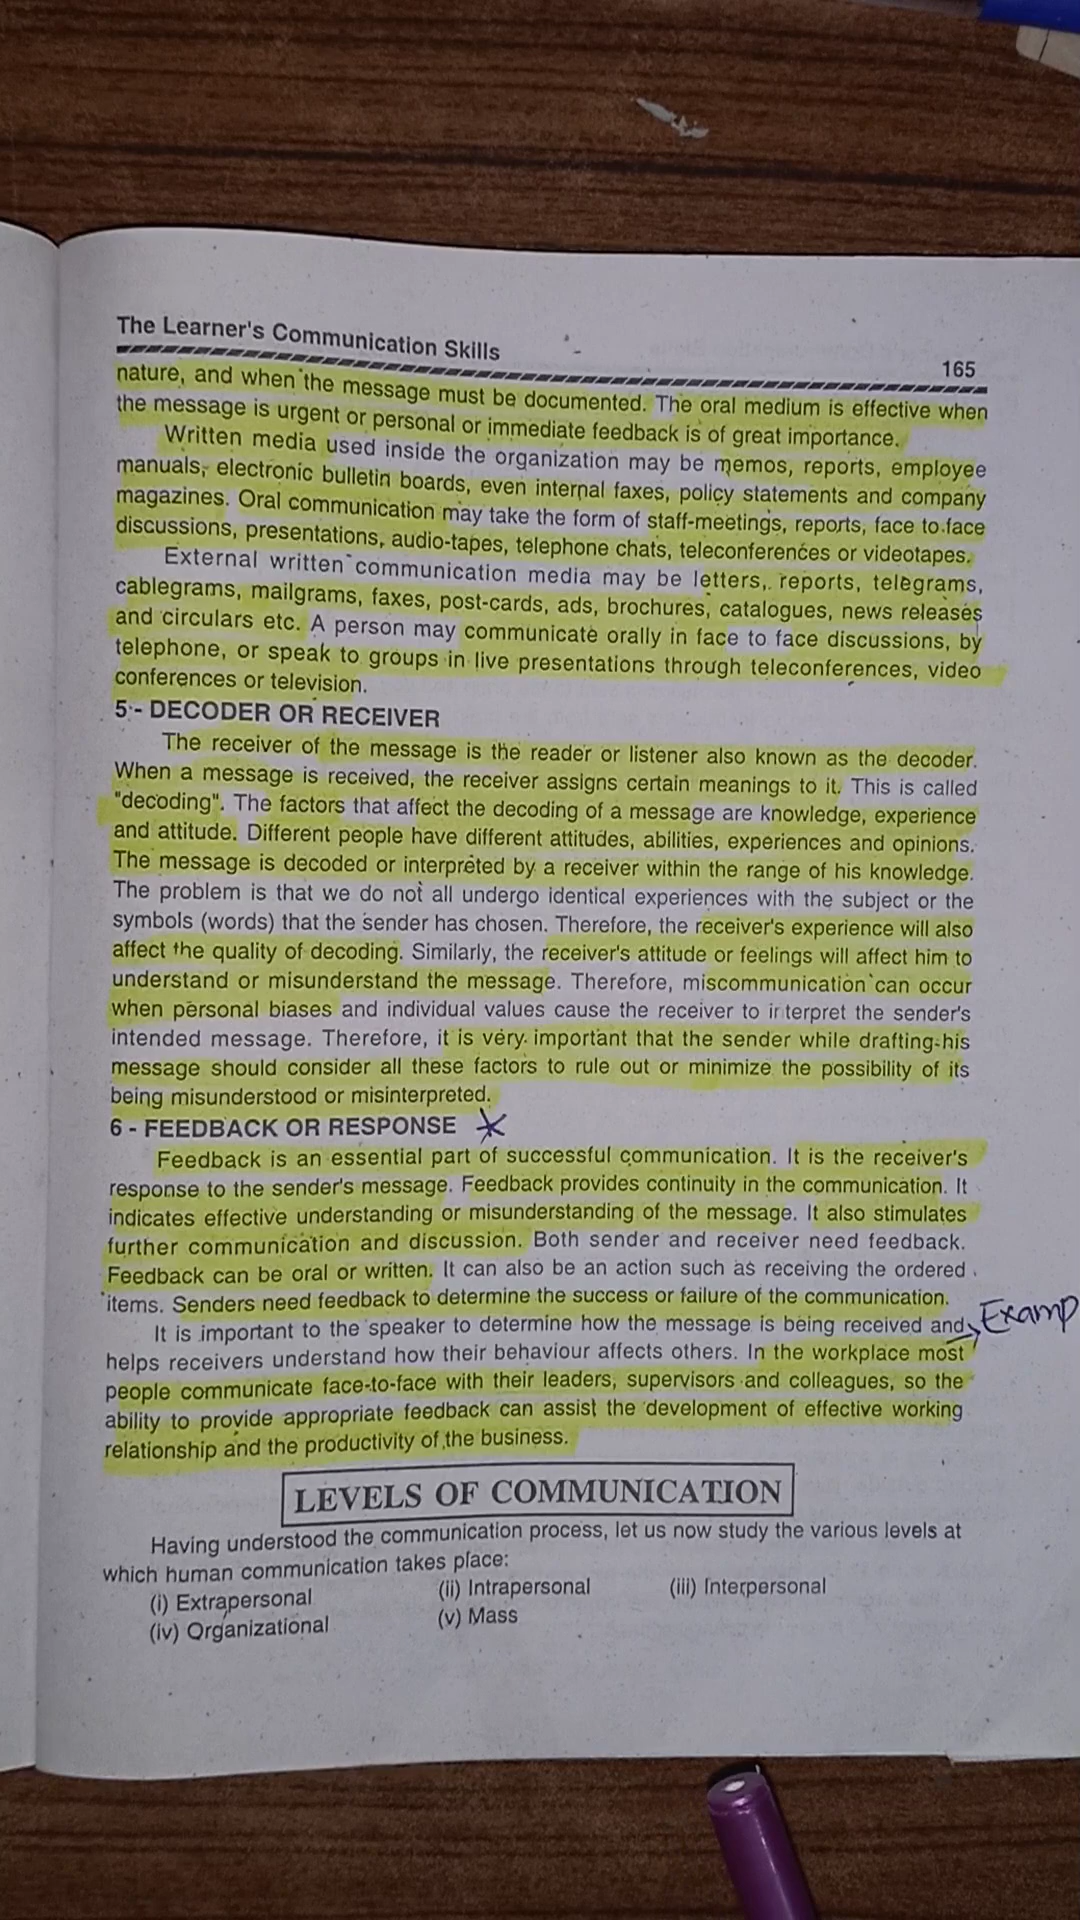 The Learner's Communication Skills
165
nature, and when the message must be documented. The oral medium is effective when
the message is urgent or personal or immediate feedback is of great importance.
Written media used inside the organization may be memos, reports, employee
manuals, electronic bulletin boards, even internal faxes, policy statements and company
magazines. Oral communication may take the form of staff-meetings, reports, face to face
discussions, presentations, audio-tapes, telephone chats, teleconferences or videotapes.
External written communication media may be letters, reports, telegrams,
cablegrams, mailgrams, faxes, post-cards, ads, brochures, catalogues, news releases
and circulars etc. A person may communicate orally in face to face discussions, by
telephone, or speak to groups in live presentations through teleconferences, video
conferences or television.
5 - DECODER OR RECEIVER
The receiver of the message is the reader or listener also known as the decoder.
When a message is received, the receiver assigns certain meanings to it. This is called
"decoding". The factors that affect the decoding of a message are knowledge, experience
and attitude. Different people have different attitudes, abilities, experiences and opinions.
The message is decoded or interpreted by a receiver within the range of his knowledge.
The problem is that we do not all undergo identical experiences with the subject or the
symbols (words) that the sender has chosen. Therefore, the receiver's experience will also
affect the quality of decoding. Similarly, the receiver's attitude or feelings will affect him to
understand or misunderstand the message. Therefore, miscommunication can occur
when personal biases and individual values cause the receiver to interpret the sender's
intended message. Therefore, it is very important that the sender while drafting his
message should consider all these factors to rule out or minimize the possibility of its
being misunderstood or misinterpreted.
6 - FEEDBACK OR RESPONSE
Feedback is an essential part of successful communication. It is the receiver's
response to the sender's message. Feedback provides continuity in the communication. It
indicates effective understanding or misunderstanding of the message. It also stimulates
further communication and discussion. Both sender and receiver need feedback.
Feedback can be oral or written. It can also be an action such as receiving the ordered
items. Senders need feedback to determine the success or failure of the communication.
It is important to the speaker to determine how the message is being received and Examp
helps receivers understand how their behaviour affects others. In the workplace most
people communicate face-to-face with their leaders, supervisors and colleagues, so the
ability to provide appropriate feedback can assist the development of effective working
relationship and the productivity of the business.
LEVELS OF COMMUNICATION
Having understood the communication process, let us now study the various levels at
which human communication takes place:
(i) Extrapersonal (ii) Intrapersonal (iii) Interpersonal
(iv) Organizational (v) Mass